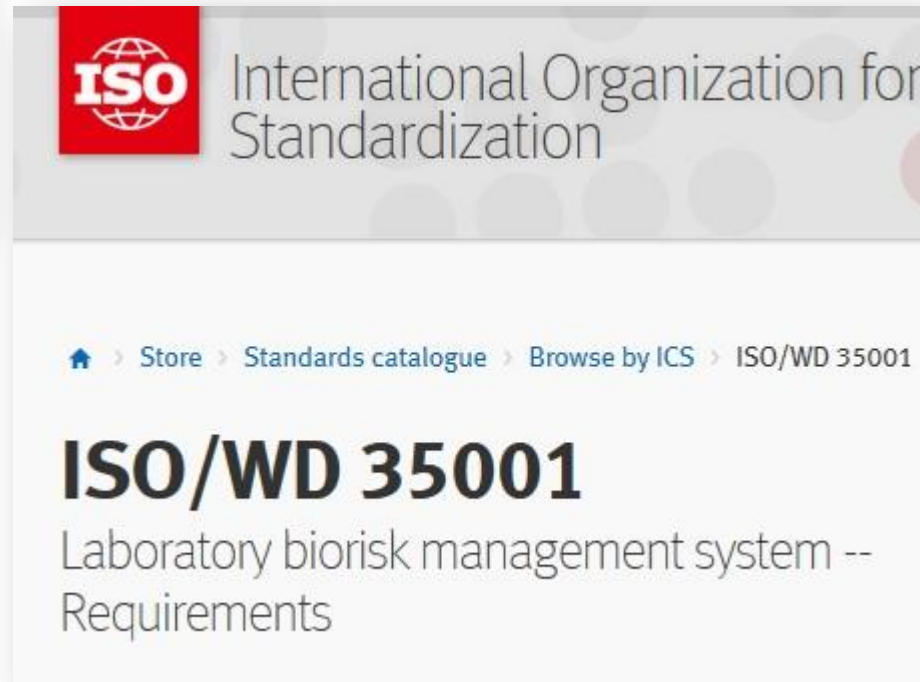 ISO
International Organization for
Standardization
Store > Standards catalogue > Browse by ICS > ISO/WD 35001
ISO/WD 35001
Laboratory biorisk management system --
Requirements